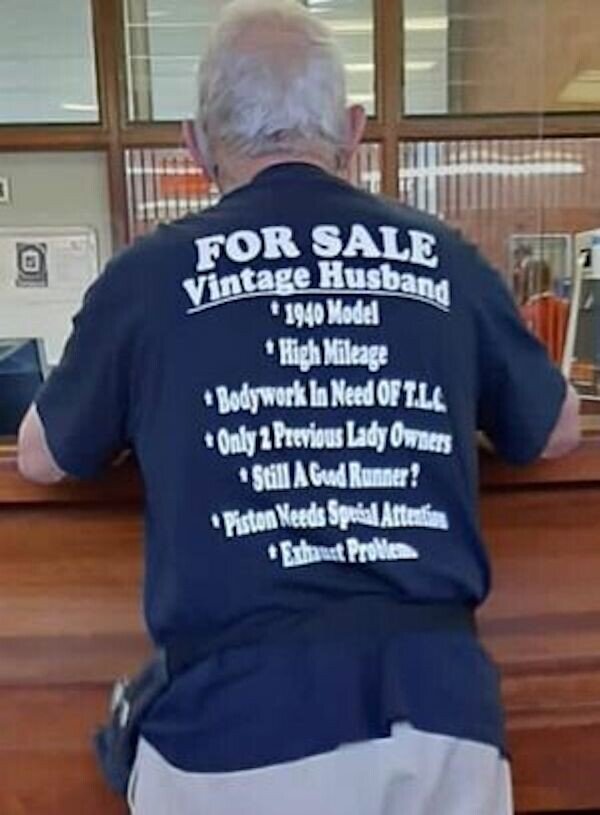 FOR SALE
Vintage Husband
* 1940 Model
* High Mileage
* Bodywork In Need OF T.L.C.
* Only 2 Previous Lady Owners
* Still A Good Runner ?
* Piston Needs Special Attention
* Exhaust Problems